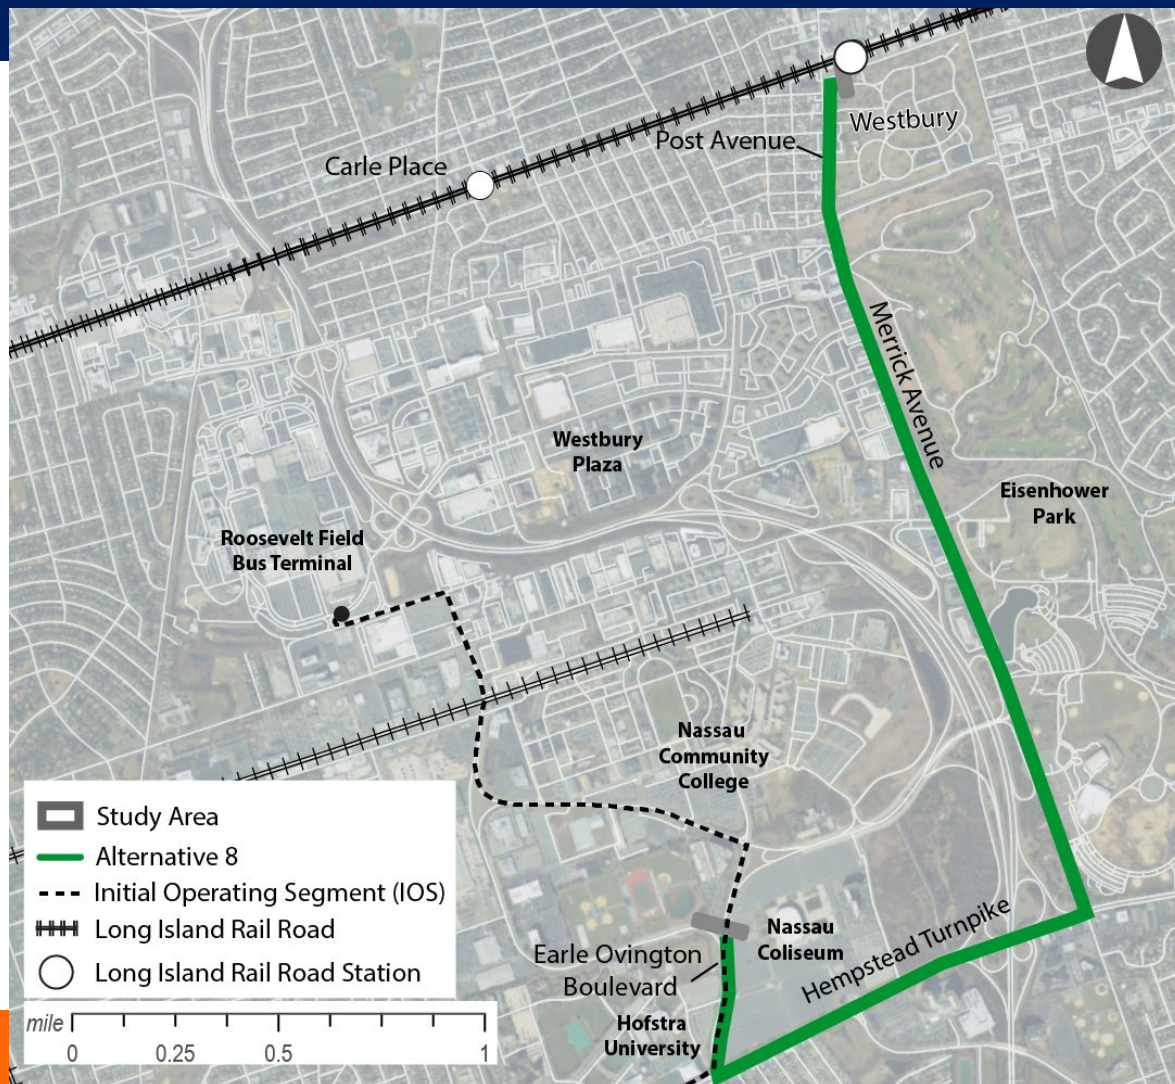 Westbury
Post Avenue
Carle Place
Merrick Avenue
Westbury
Plaza
Eisenhower
Park
Roosevelt Field
Bus Terminal
Nassau
Community
College
Study Area
Alternative 8
Initial Operating Segment (IOS)
Long Island Rail Road
Long Island Rail Road Station
mile
0 0.25 0.5 1
Earle Ovington
Boulevard
Nassau
Coliseum
Hempstead Turnpike
Hofstra
University